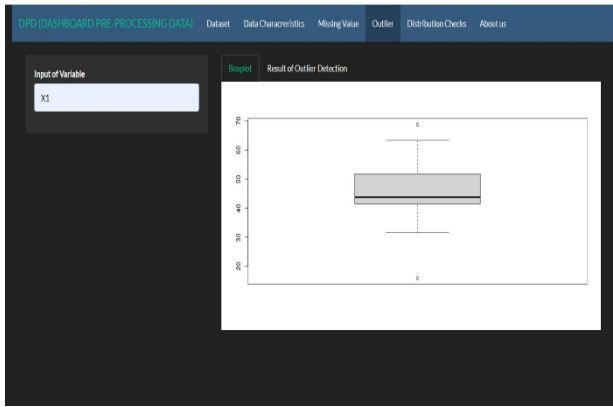 DPD (DASHBOARD PRE-PROCESSING DATA) Dataset Data Characreristics Missing Value Outlier Distribution Checks About us
Input of Variable
X1
Boxplot Result of Outlier Detection
70
60
50
40
30
20